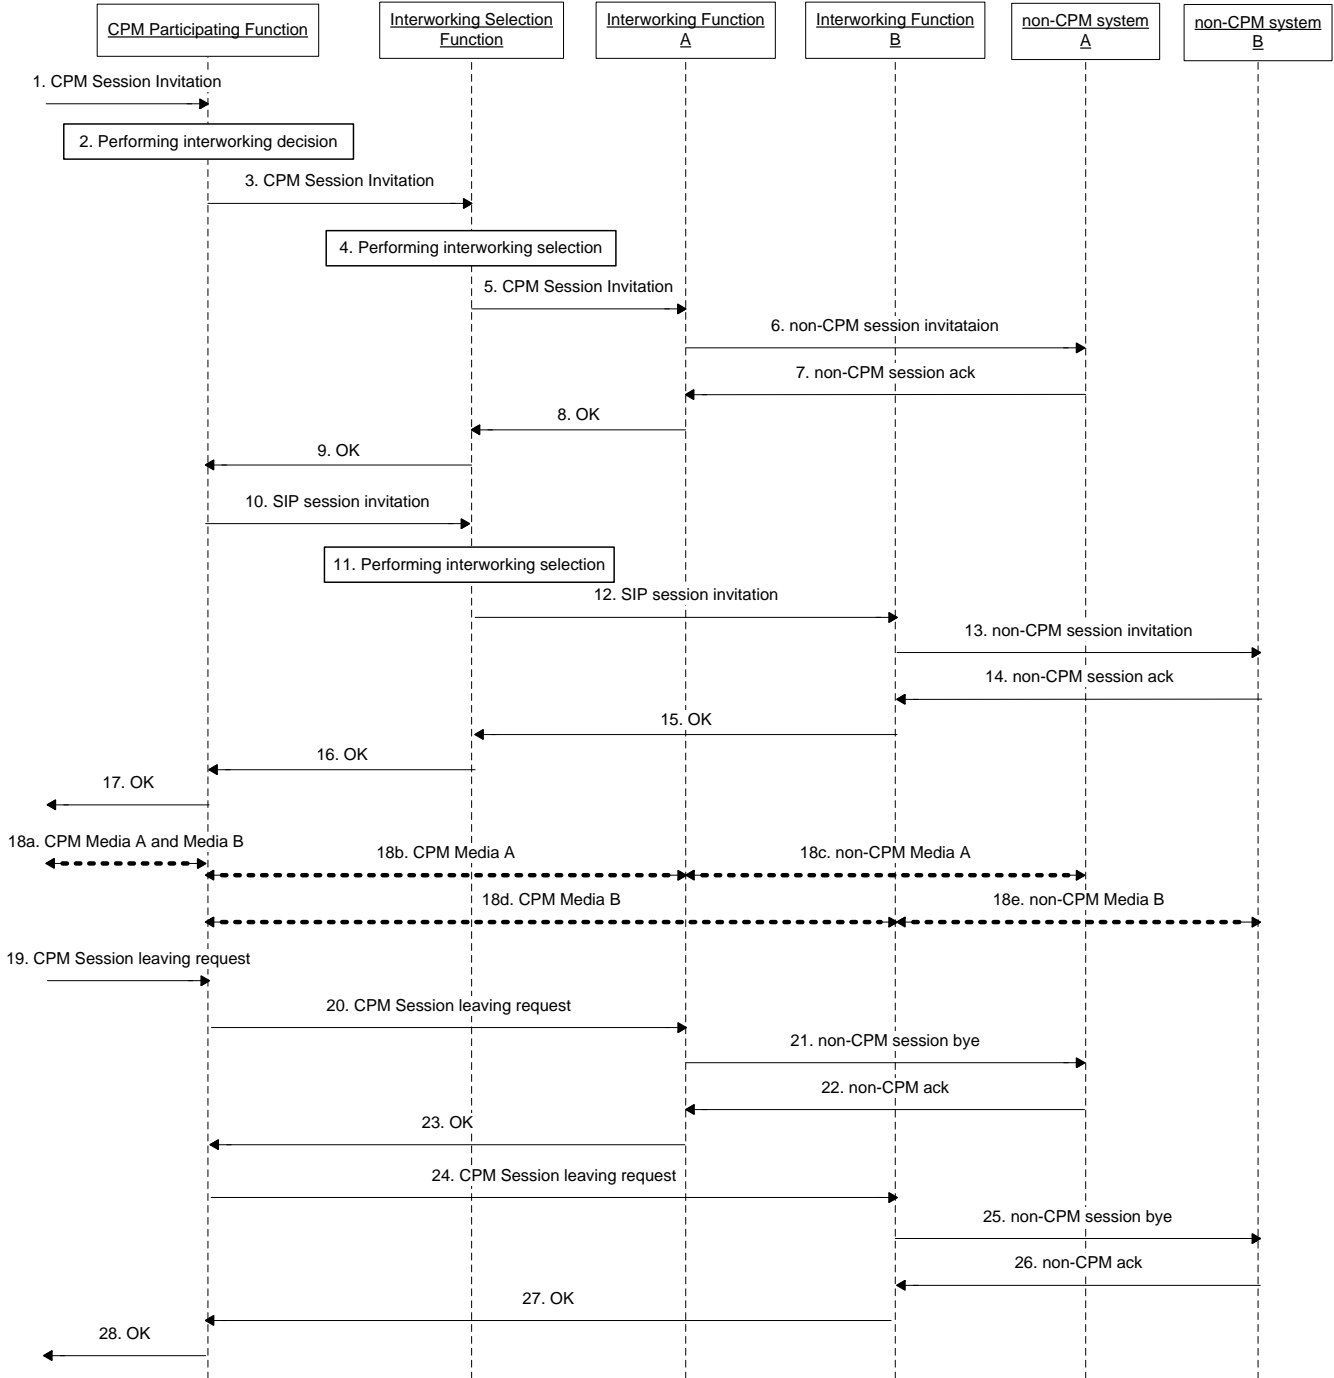 CPM Participating Function
Interworking Selection
Function
Interworking Function
A
Interworking Function
B
non-CPM system
A
non-CPM system
B
1. CPM Session Invitation
2. Performing interworking decision
3. CPM Session Invitation
4. Performing interworking selection
5. CPM Session Invitation
6. non-CPM session invitataion
7. non-CPM session ack
8. OK
9. OK
10. SIP session invitation
11. Performing interworking selection
12. SIP session invitation
13. non-CPM session invitation
14. non-CPM session ack
15. OK
16. OK
17. OK
18a. CPM Media A and Media B
18b. CPM Media A
18c. non-CPM Media A
18d. CPM Media B
18e. non-CPM Media B
19. CPM Session leaving request
20. CPM Session leaving request
21. non-CPM session bye
22. non-CPM ack
23. OK
24. CPM Session leaving request
25. non-CPM session bye
26. non-CPM ack
27. OK
28. OK